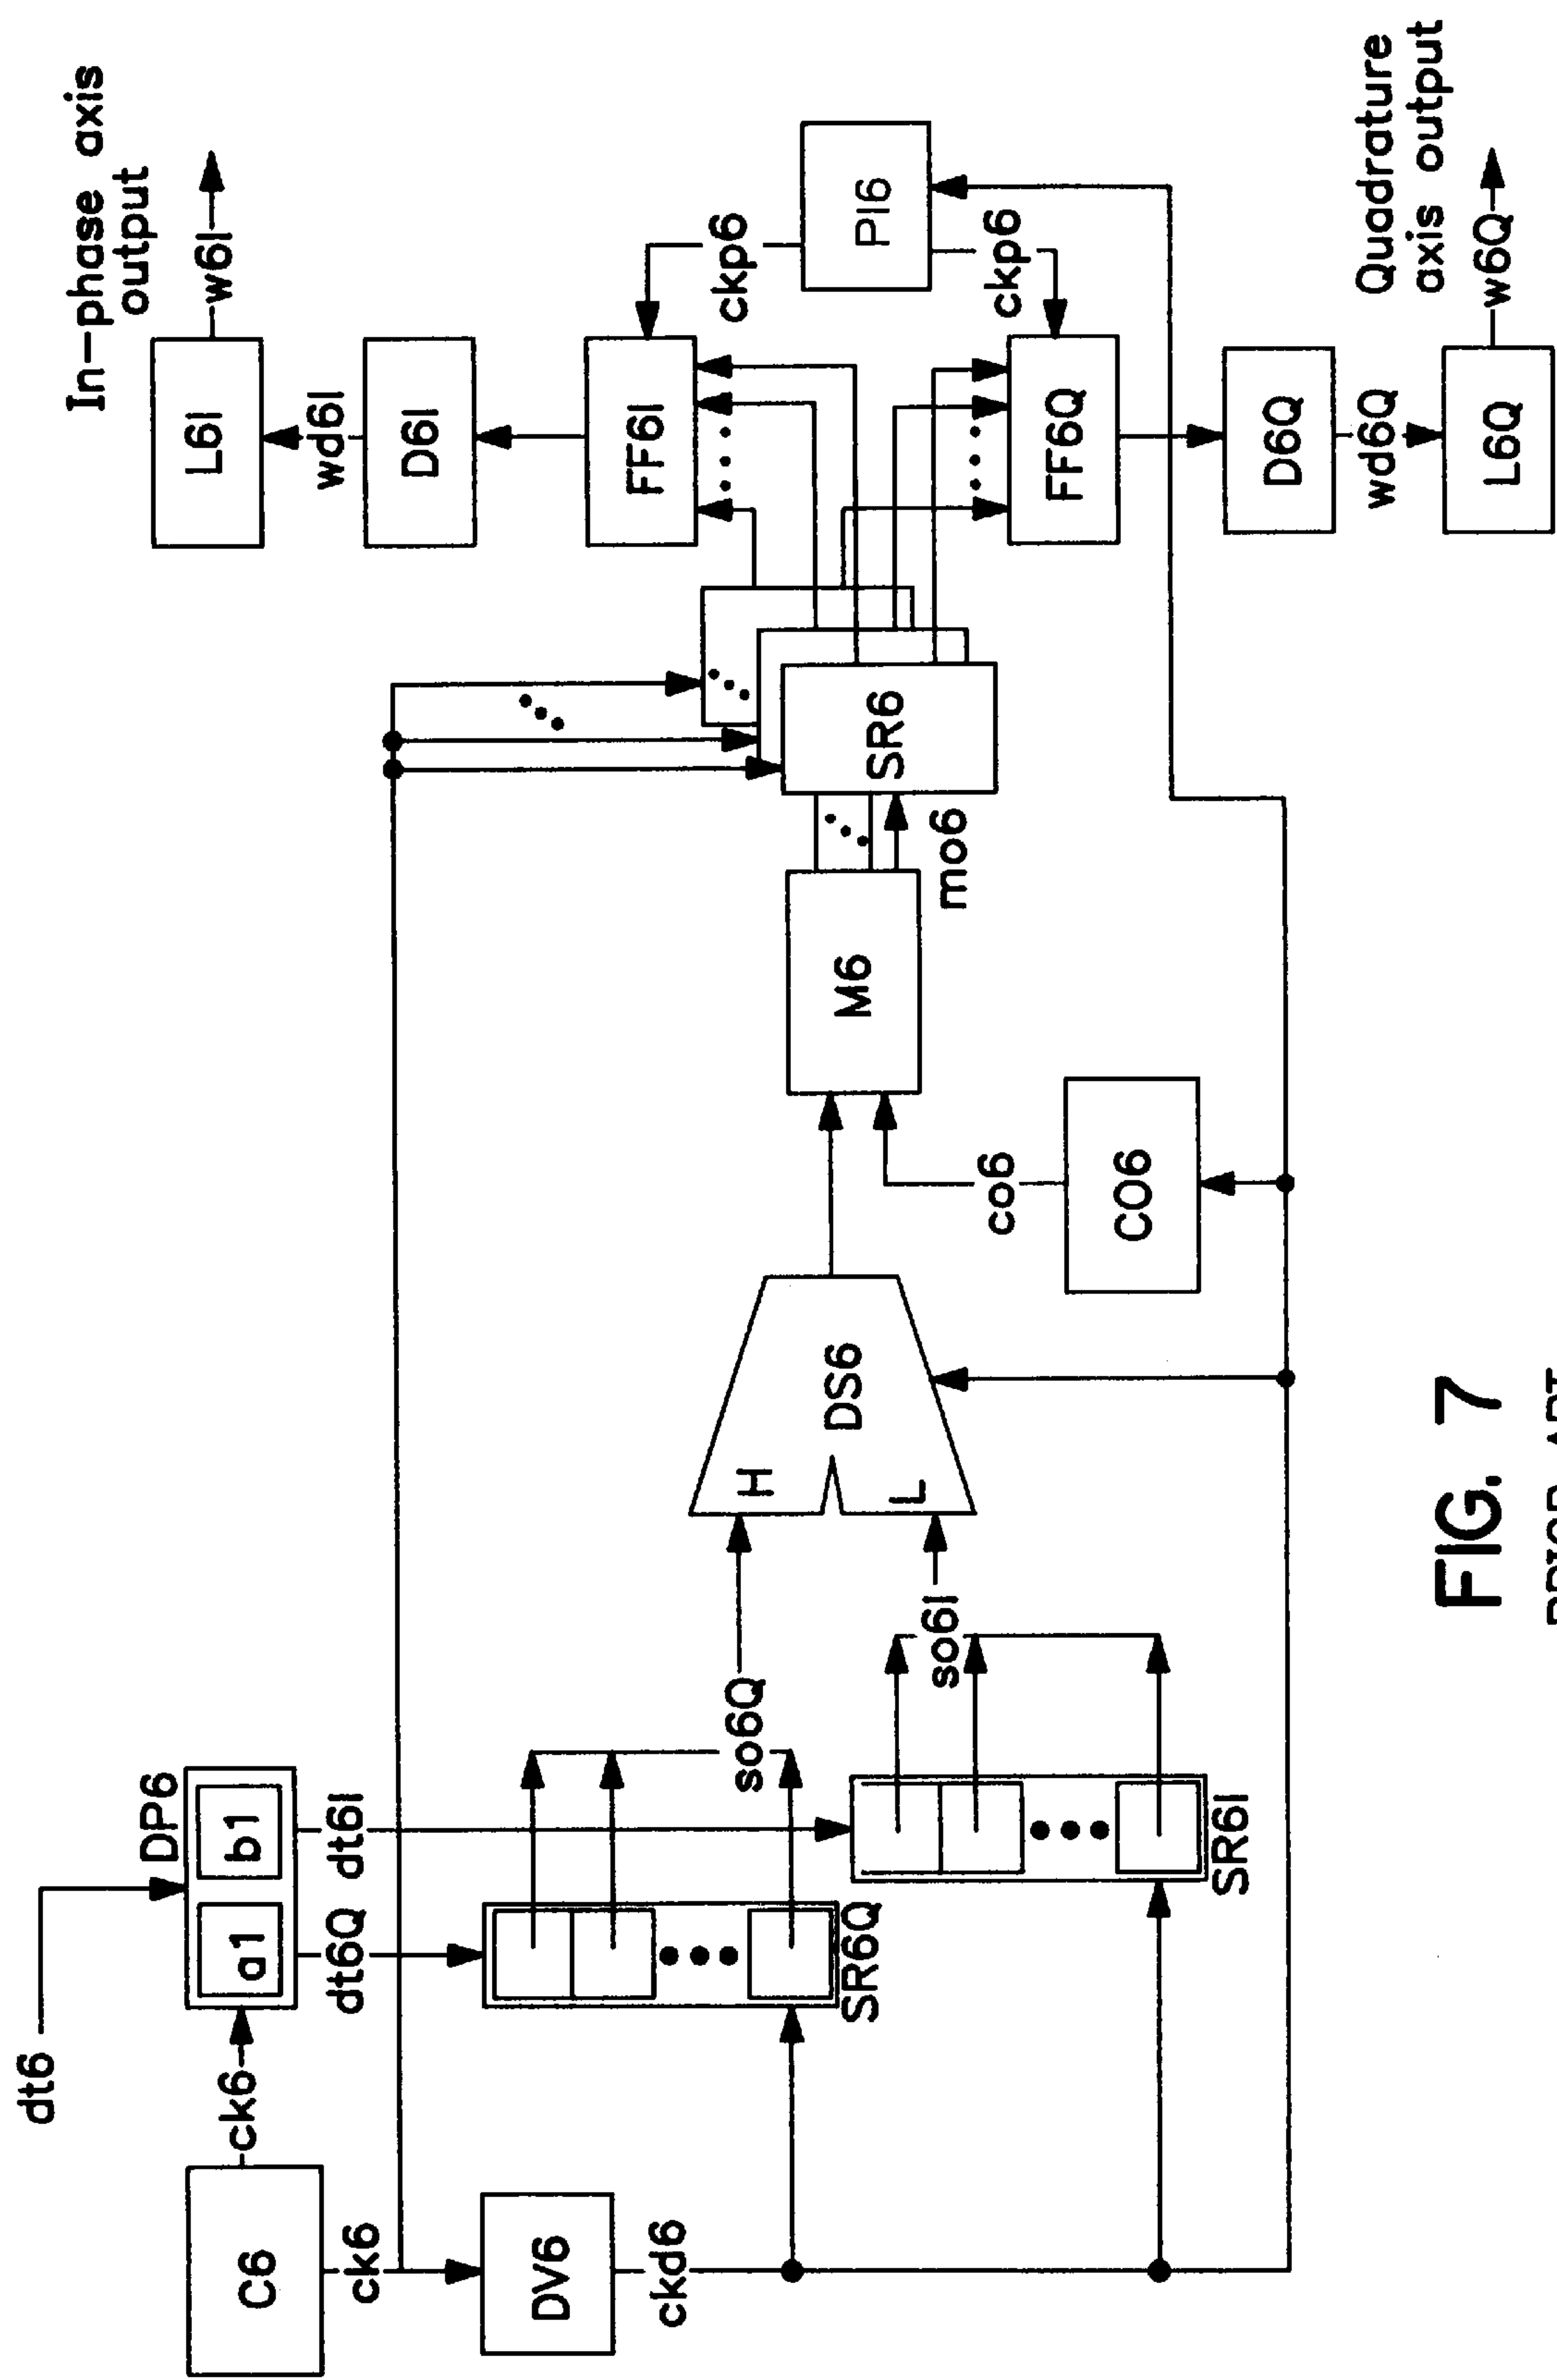 dt6
C6
ck6
ck6
DP6
a1
b1
dt6Q
dt6I
DV6
ckd6
SR6Q
SR6I
so6Q
so6I
H
L
DS6
CO6
co6
M6
mo6
SR6
FF6I
D6I
wd6I
L6I
w6I
In-phase axis
output
ckp6
PI6
ckp6
FF6Q
D6Q
wd6Q
L6Q
w6Q
Quadrature
axis output
FIG. 7
PRIOR ART